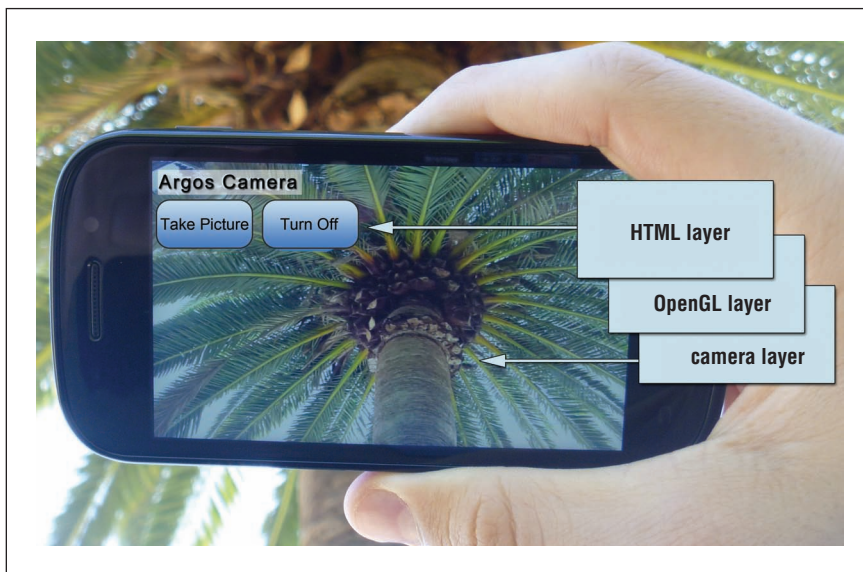 Argos Camera
Take Picture
Turn Off
HTML layer
OpenGL layer
camera layer